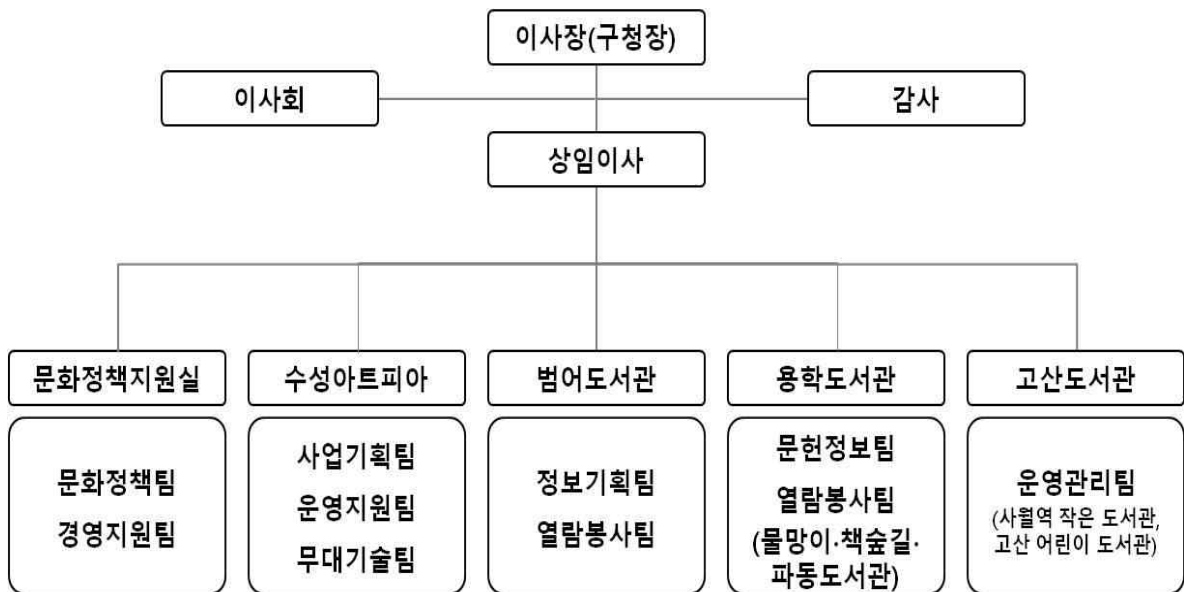 이사장(구청장)
이사회
감사
상임이사
문화정책지원실
수성아트피아
범어도서관
용학도서관
고산도서관
문화정책팀
경영지원팀
사업기획팀
운영지원팀
무대기술팀
정보기획팀
열람봉사팀
문헌정보팀
열람봉사팀
(물망이·책숲길·
파동도서관)
운영관리팀
(사월역 작은 도서관,
고산 어린이 도서관)